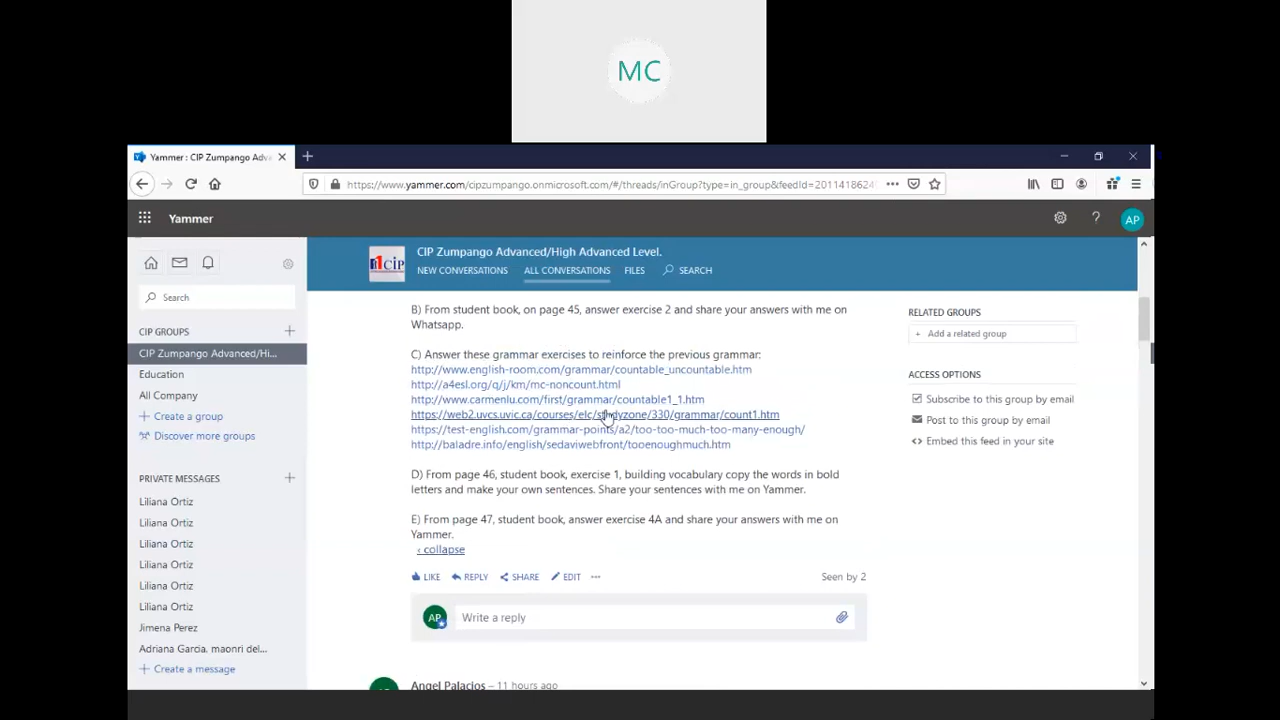 MC
Yammer : CIP Zumpango Adva
https://www.yammer.com/cipzumpango.onmicrosoft.com/#/threads/inGroup?type=in_group&feedId=2011418624
Yammer
AP
CIP Zumpango Advanced/High Advanced Level.
NEW CONVERSATIONS ALL CONVERSATIONS FILES SEARCH
Search
CIP GROUPS
CIP Zumpango Advanced/Hi...
Education
All Company
Create a group
Discover more groups
PRIVATE MESSAGES
Liliana Ortiz
Liliana Ortiz
Liliana Ortiz
Liliana Ortiz
Liliana Ortiz
Liliana Ortiz
Jimena Perez
Adriana Garcia, maonri del...
Create a message
B) From student book, on page 45, answer exercise 2 and share your answers with me on
Whatsapp.
C) Answer these grammar exercises to reinforce the previous grammar:
http://www.english-room.com/grammar/countable_uncountable.htm
http://a4esl.org/q/j/km/mc-noncount.html
http://www.carmenlu.com/first/grammar/countable1_1.htm
https://web2.uvcs.uvic.ca/courses/elc/studyzone/330/grammar/count1.htm
https://test-english.com/grammar-points/a2/too-too-much-too-many-enough/
http://baladre.info/english/sedaviwebfront/tooenoughmuch.htm
D) From page 46, student book, exercise 1, building vocabulary copy the words in bold
letters and make your own sentences. Share your sentences with me on Yammer.
E) From page 47, student book, answer exercise 4A and share your answers with me on
Yammer.
‹ collapse
LIKE REPLY SHARE EDIT ··· Seen by 2
AP Write a reply
Angel Palacios – 11 hours ago
RELATED GROUPS
+ Add a related group
ACCESS OPTIONS
Subscribe to this group by email
Post to this group by email
Embed this feed in your site